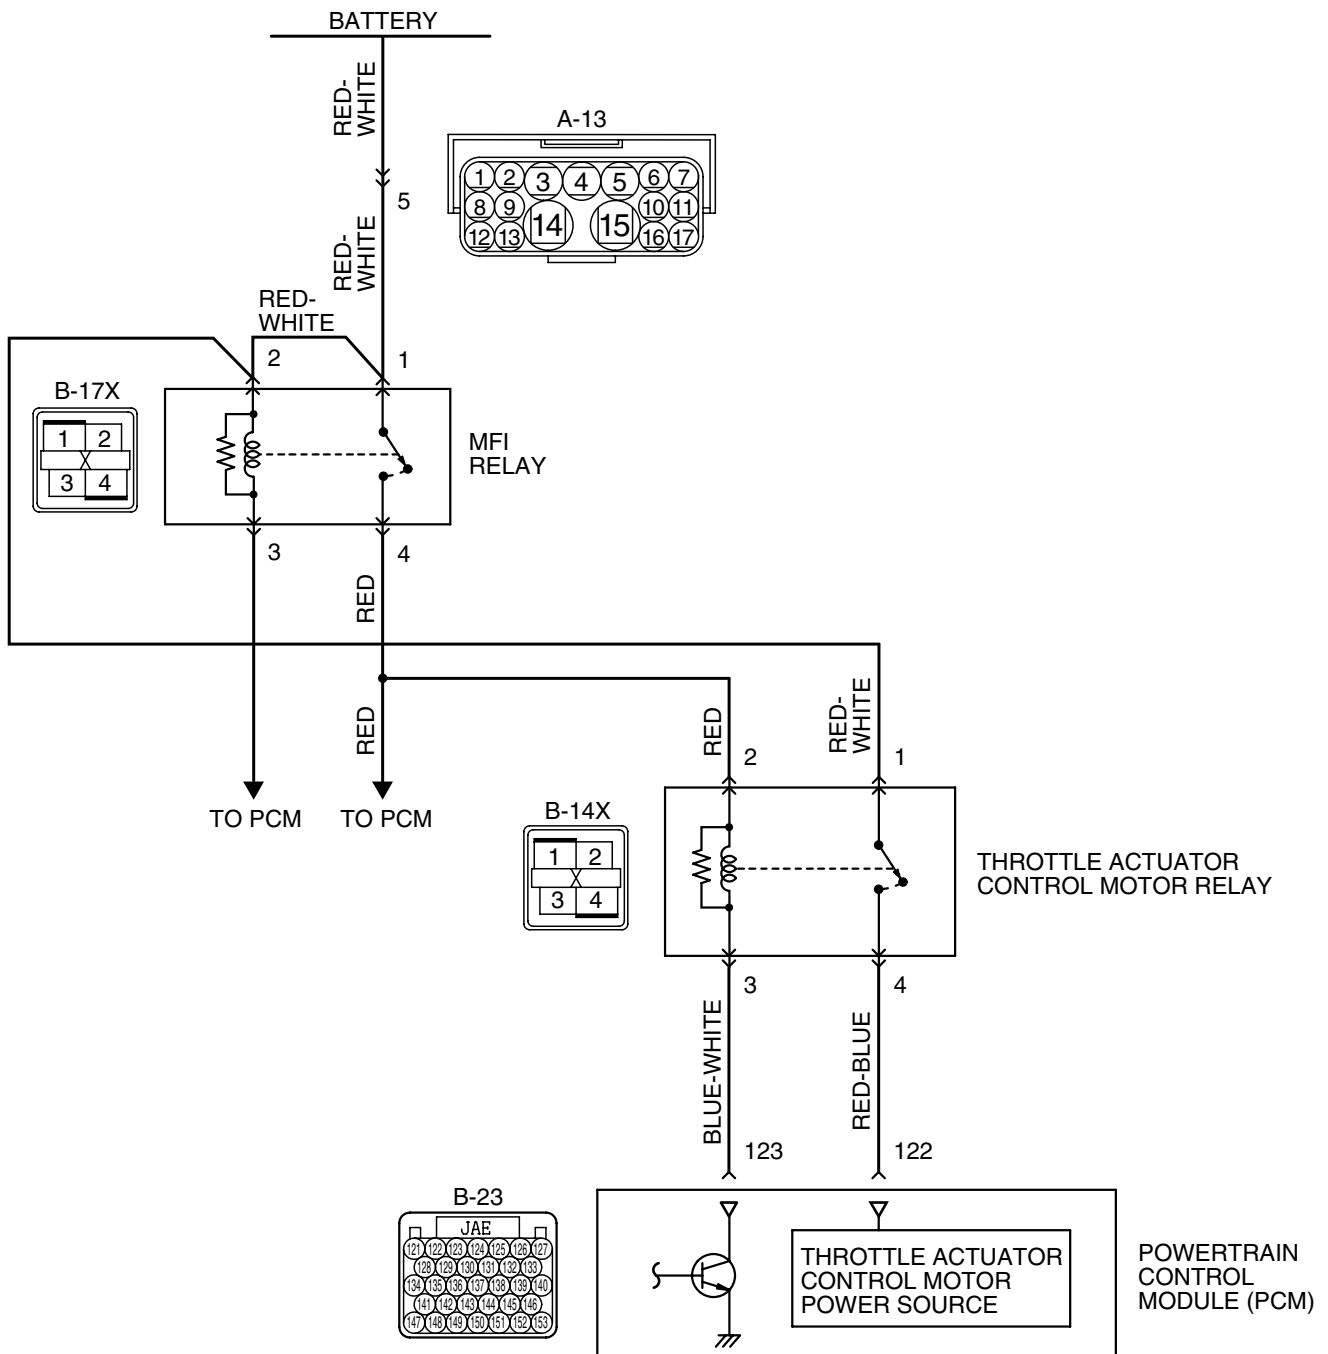 BATTERY
RED-
WHITE
A-13
5
1 2 3 4 5 6 7
8 9 14 15 10 11
12 13 16 17
RED-
WHITE
RED-
WHITE
2
1
B-17X
1 2
3 4
MFI
RELAY
3
4
RED
RED
RED
RED-
WHITE
2
1
TO PCM
TO PCM
B-14X
1 2
3 4
THROTTLE ACTUATOR
CONTROL MOTOR RELAY
3
4
BLUE-WHITE
RED-BLUE
123
122
B-23
JAE
121 122 123 124 125 126 127
128 129 130 131 132 133
134 135 136 137 138 139 140
141 142 143 144 145 146
147 148 149 150 151 152 153
THROTTLE ACTUATOR
CONTROL MOTOR
POWER SOURCE
POWERTRAIN
CONTROL
MODULE (PCM)